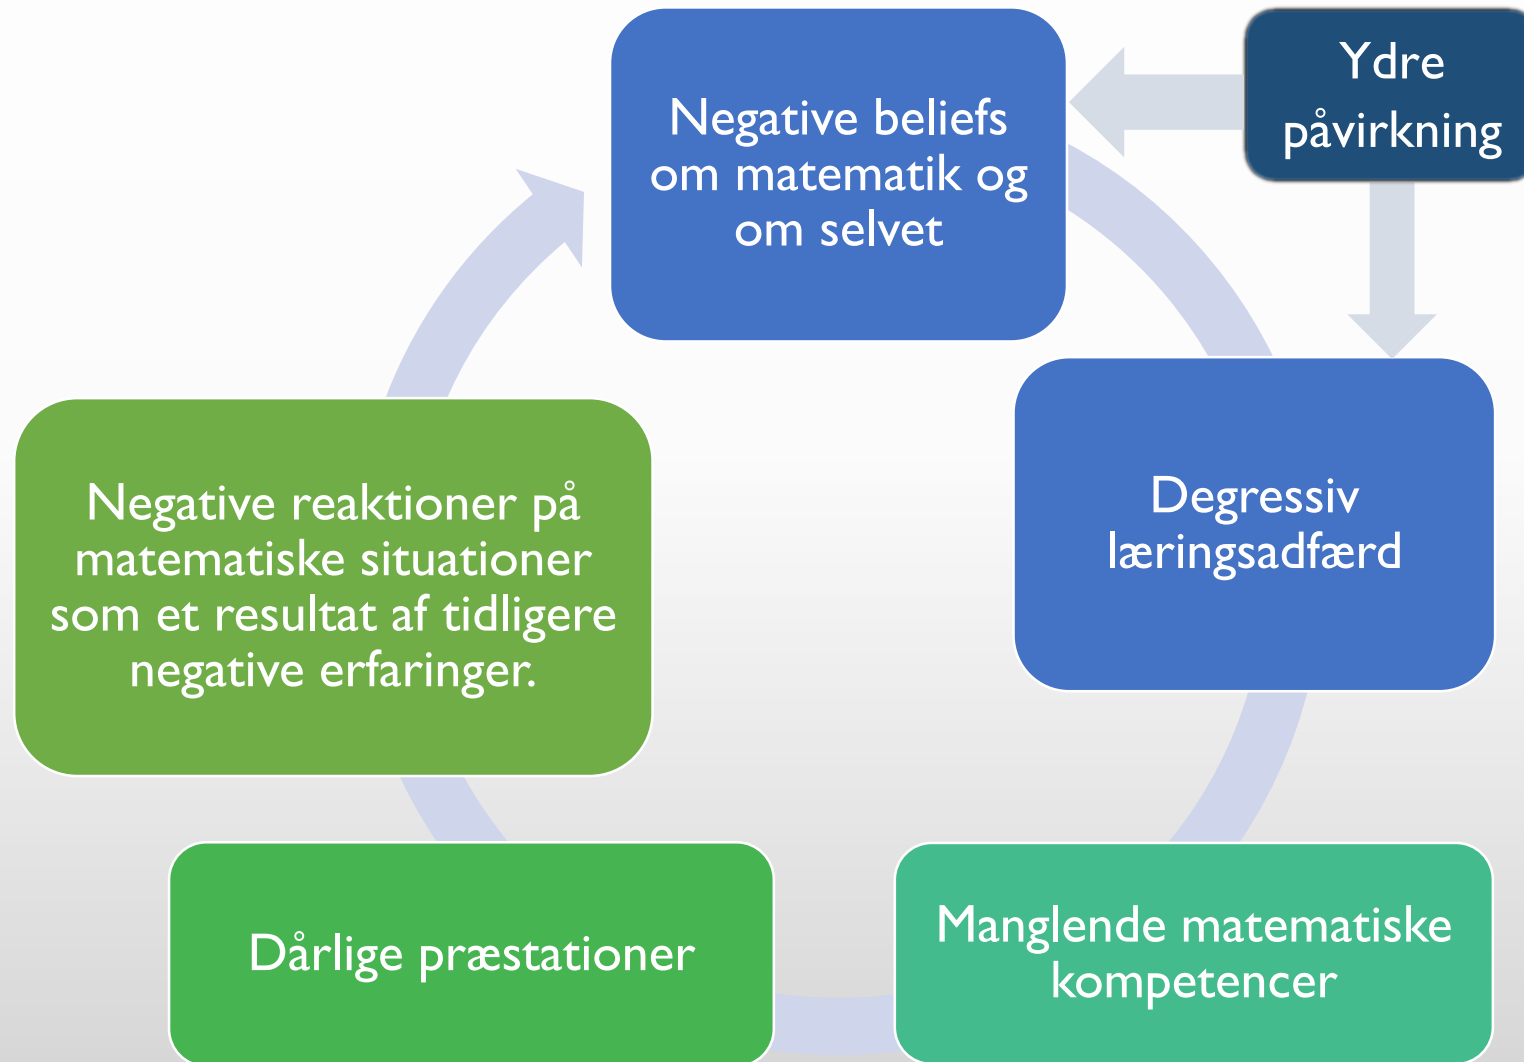 Negative beliefs
om matematik og
om selvet
Ydre
påvirkning
Degressiv
læringsadfærd
Manglende matematiske
kompetencer
Dårlige præstationer
Negative reaktioner på
matematiske situationer
som et resultat af tidligere
negative erfaringer.